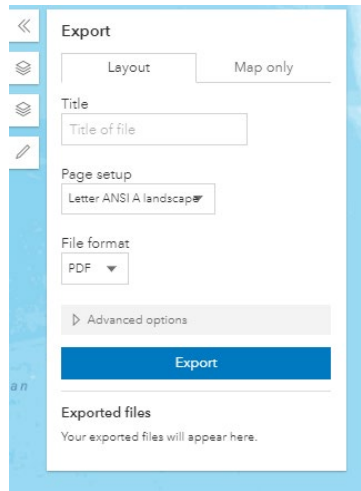 Export
Layout
Map only
Title
Title of file
Page setup
Letter ANSI A landscape
File format
PDF
Advanced options
Export
an
Exported files
Your exported files will appear here.